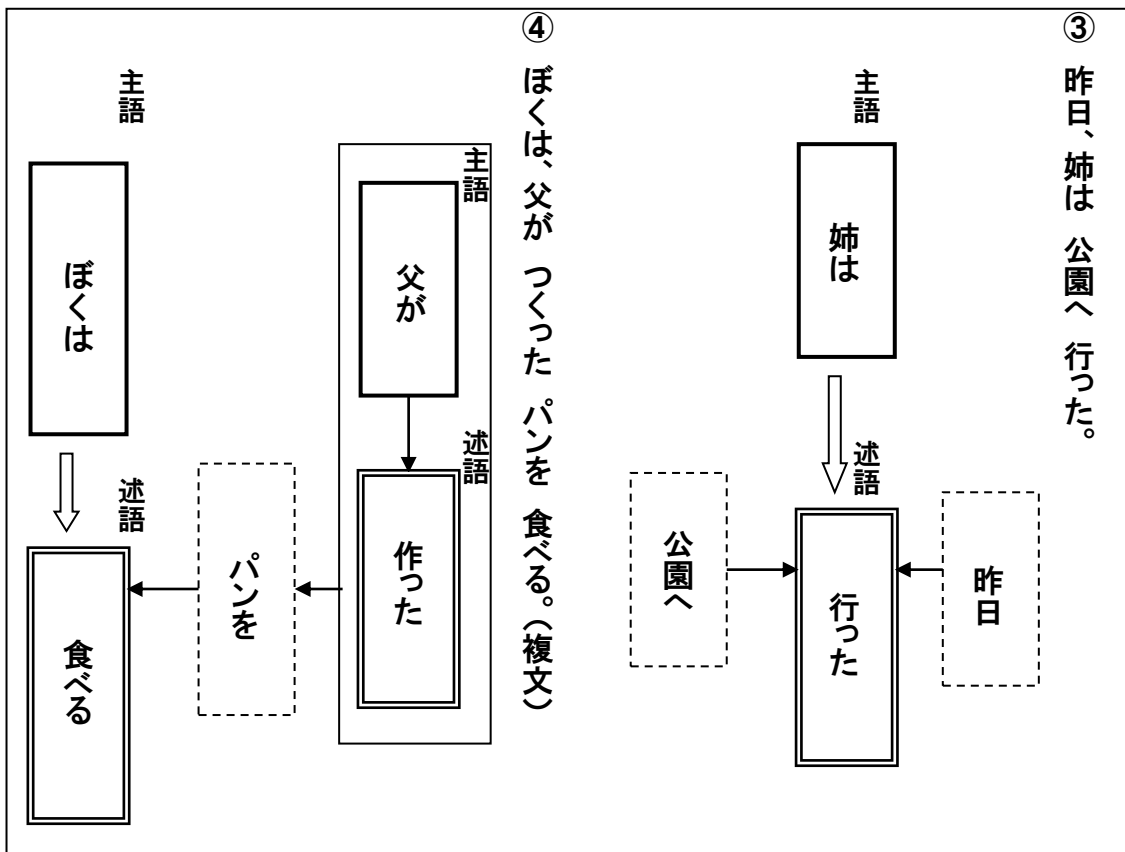 ③ 昨日、姉は 公園へ 行った。
昨日
主語
姉は
述語
行った
公園へ
④ ぼくは、父が つくった パンを 食べる。(複文)
主語
父が
述語
作った
パンを
主語
ぼくは
述語
食べる